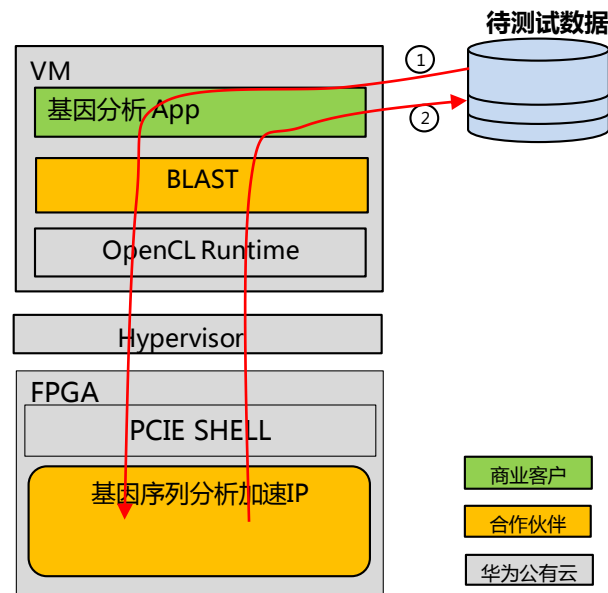 待测试数据
VM
1
基因分析 App
2
BLAST
OpenCL Runtime
Hypervisor
FPGA
PCIE SHELL
基因序列分析加速IP
商业客户
合作伙伴
华为公有云